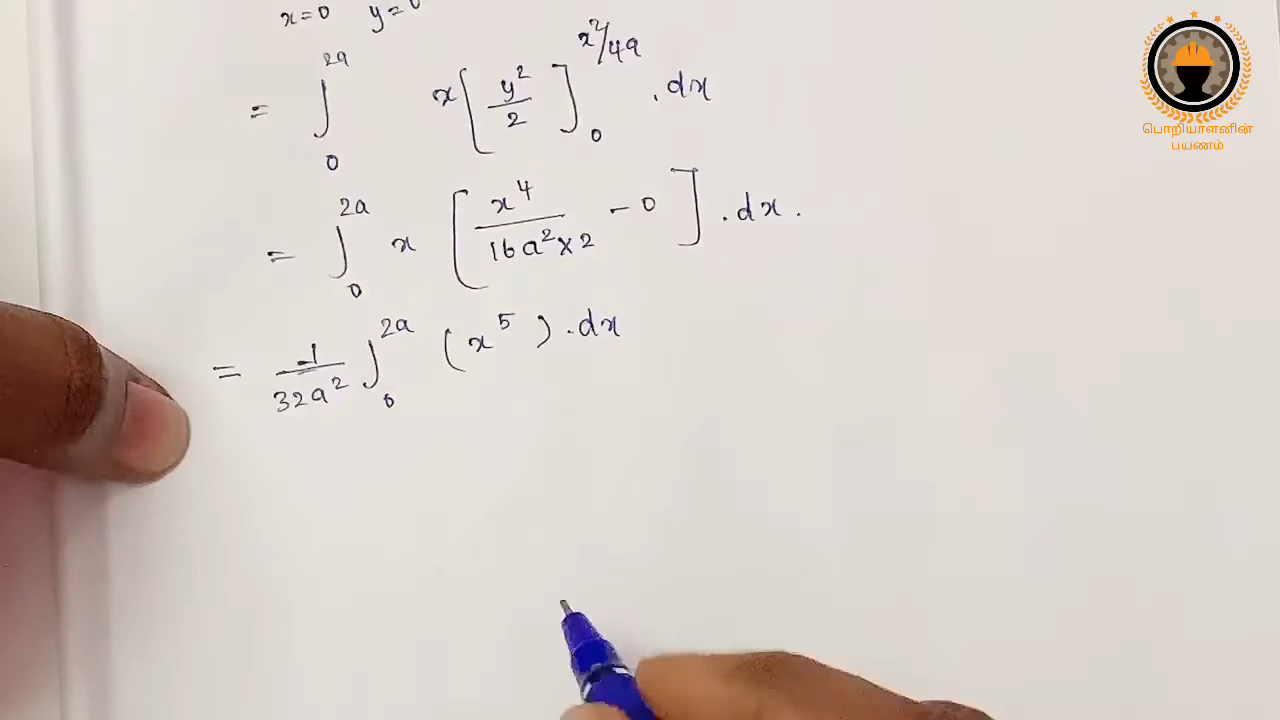 x=0 y=0
= ∫₀^{2a} x [y²/2]₀^{x²/4a} . dx
= ∫₀^{2a} x [x⁴/16a²×2 - 0] . dx .
= 1/32a² ∫₀^{2a} (x⁵) . dx
பொறியாளனின்
பயணம்